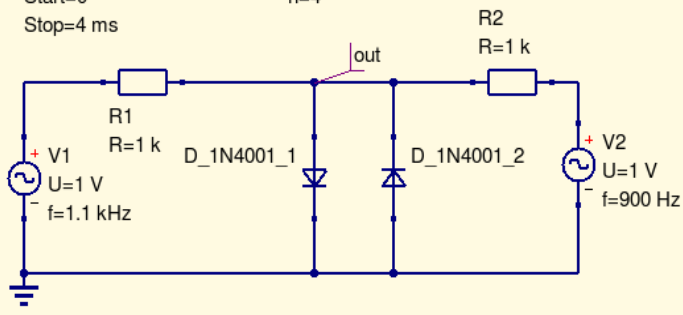 Stop=4 ms
out
R2
R=1 k
R1
R=1 k
D_1N4001_1
D_1N4001_2
+
V1
U=1 V
f=1.1 kHz
+
V2
U=1 V
f=900 Hz